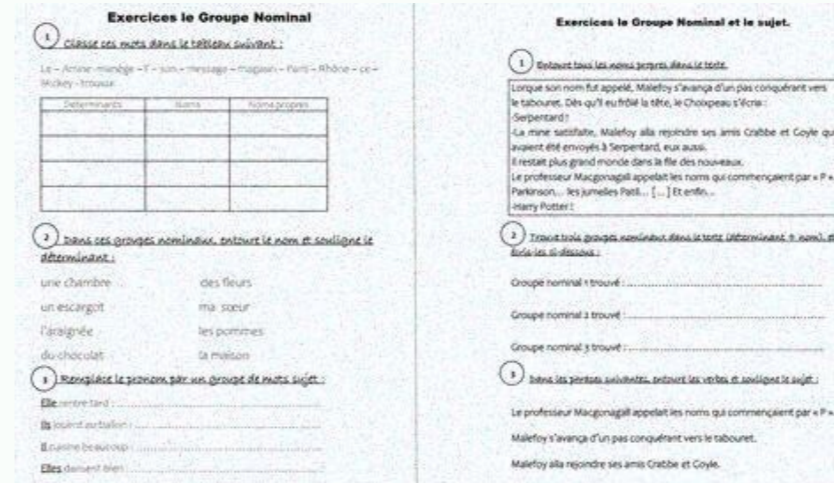 Exercices le Groupe Nominal
1 Classe ces mots dans le tableau suivant :
Le – Amine – manège – l' – son – message – magasin – Paris – Rhône – ce –
Mickey – trousse
Déterminants Noms Noms propres
2 Dans ces groupes nominaux, entoure le nom et souligne le
déterminant :
une chambre des fleurs
un escargot ma sœur
l'araignée les pommes
du chocolat ta maison
3 Remplace le pronom par un groupe de mots sujet :
Elle rentre tard :
Ils jouent au ballon :
Il cuisine beaucoup :
Elles dansent bien :
Exercices le Groupe Nominal et le sujet.
1 Entoure tous les noms propres dans le texte.
Lorque son nom fut appelé, Malefoy s'avança d'un pas conquérant vers
le tabouret. Dès qu'il eu frôlé la tête, le Choixpeau s'écria :
-Serpentard !
-La mine satisfaite, Malefoy alla rejoindre ses amis Crabbe et Goyle qui
avaient été envoyés à Serpentard, eux aussi.
Il restait plus grand monde dans la file des nouveaux.
Le professeur Macgonagall appelait les noms qui commençaient par « P »
Parkinson... les jumelles Patil... [...] Et enfin...
-Harry Potter !
2 Trouve trois groupes nominaux dans le texte (déterminant + nom), et
écris-les si-dessous :
Groupe nominal 1 trouvé :
Groupe nominal 2 trouvé :
Groupe nominal 3 trouvé :
3 Dans les phrases suivantes, entoure les verbes et souligne le sujet :
Le professeur Macgonagall appelait les noms qui commençaient par « P »
Malefoy s'avança d'un pas conquérant vers le tabouret.
Malefoy alla rejoindre ses amis Crabbe et Goyle.